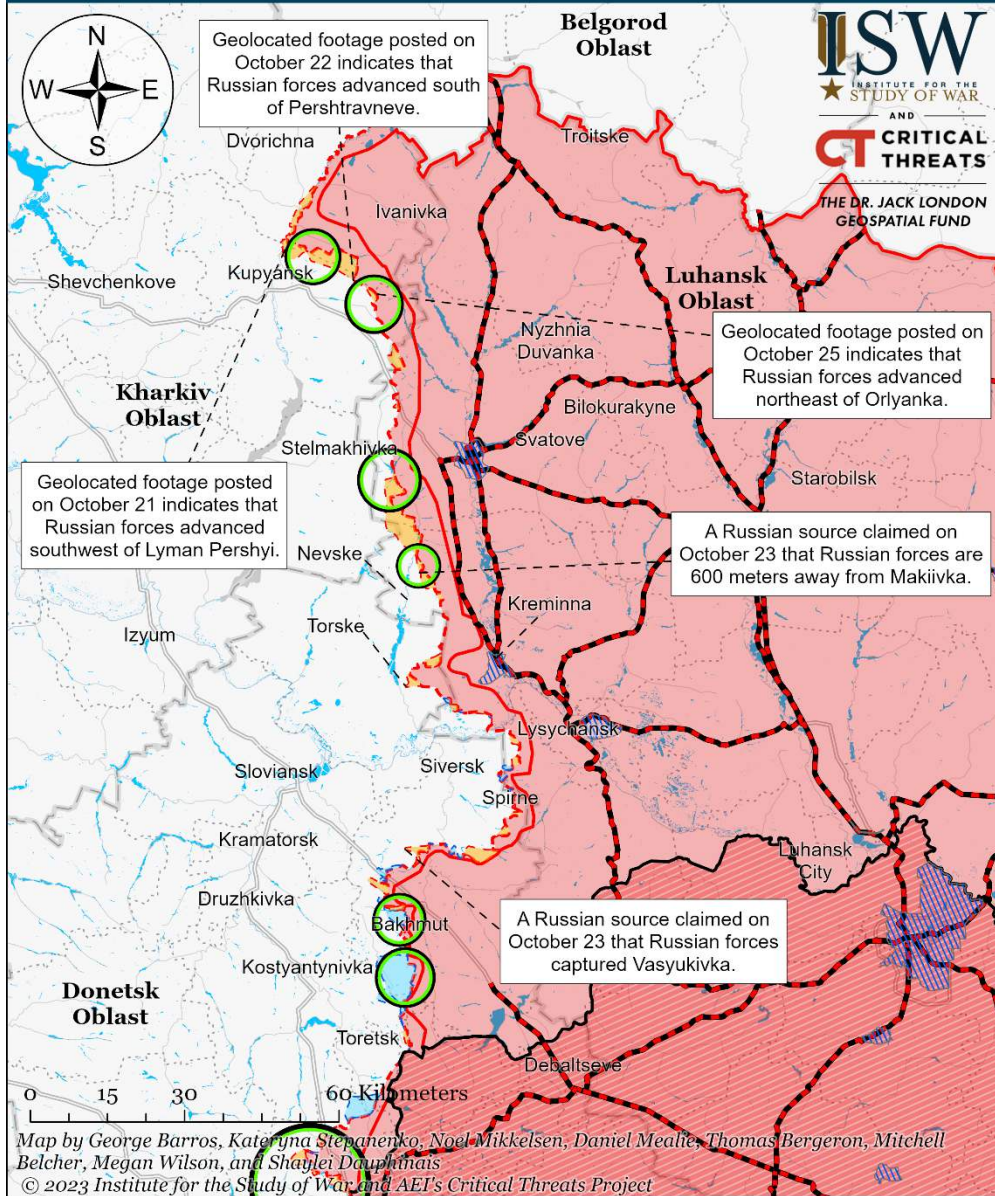 N
W
E
S
Geolocated footage posted on
October 22 indicates that
Russian forces advanced south
of Pershtravneve.
Belgorod
Oblast
ISW
INSTITUTE FOR THE
STUDY OF WAR
AND
CT CRITICAL
THREATS
THE DR. JACK LONDON
GEOSPATIAL FUND
Dvorichna
Troitske
Ivanivka
Shevchenkove
Kupyansk
Luhansk
Oblast
Nyzhnia
Duvanka
Geolocated footage posted on
October 25 indicates that
Russian forces advanced
northeast of Orlyanka.
Kharkiv
Oblast
Bilokurakyne
Stelmakhivka
Svatove
Starobilsk
Geolocated footage posted
on October 21 indicates that
Russian forces advanced
southwest of Lyman Pershyi.
A Russian source claimed on
October 23 that Russian forces are
600 meters away from Makiivka.
Nevske
Kreminna
Torske
Izyum
Lysychansk
Sloviansk
Siversk
Spirne
Kramatorsk
Luhansk
City
Druzhkivka
Bakhmut
A Russian source claimed on
October 23 that Russian forces
captured Vasyukivka.
Kostyantynivka
Donetsk
Oblast
Toretsk
Debaltseve
0 15 30 60 Kilometers
Map by George Barros, Kateryna Stepanenko, Noel Mikkelsen, Daniel Mealie, Thomas Bergeron, Mitchell
Belcher, Megan Wilson, and Shaylei Dauphinais
© 2023 Institute for the Study of War and AEI's Critical Threats Project